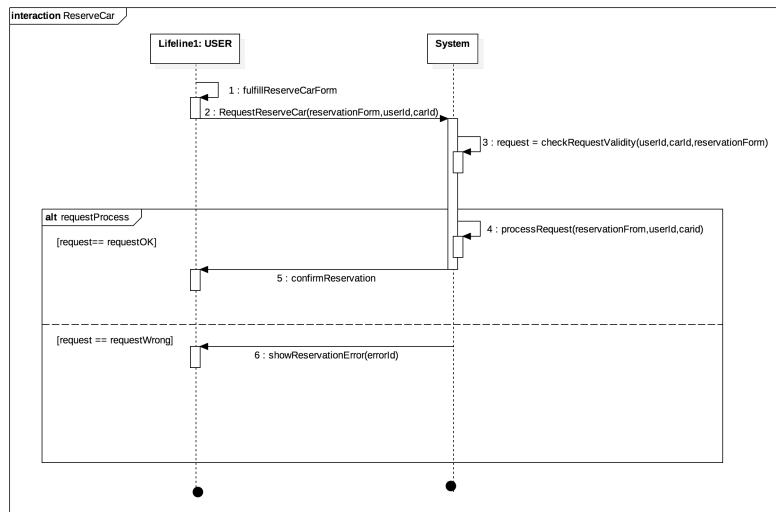 interaction ReserveCar
Lifeline1: USER
System
1 : fulfillReserveCarForm
2 : RequestReserveCar(reservationForm,userId,carId)
3 : request = checkRequestValidity(userId,carId,reservationForm)
alt requestProcess
4 : processRequest(reservationFrom,userId,carid)
[request== requestOK]
5 : confirmReservation
[request == requestWrong]
6 : showReservationError(errorId)